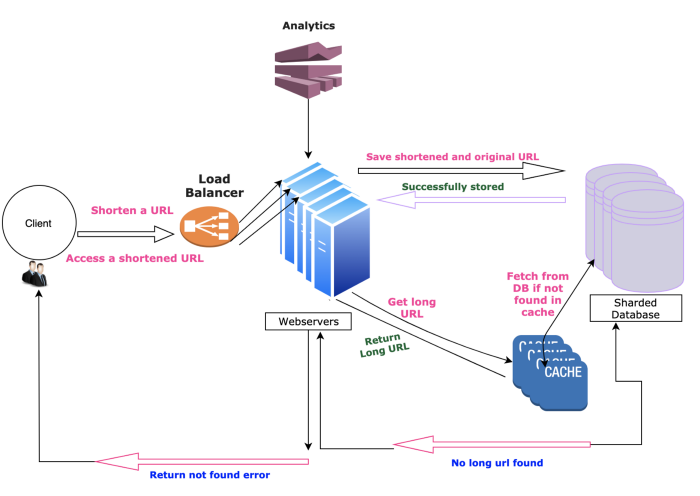 Analytics
Save shortened and original URL
Load
Balancer
Successfully stored
Shorten a URL
Client
Access a shortened URL
Fetch from
DB if not
found in
cache
Get long
URL
Sharded
Database
Webservers
Return
Long URL
CACHE
CACHE
CACHE
CACHE
No long url found
Return not found error